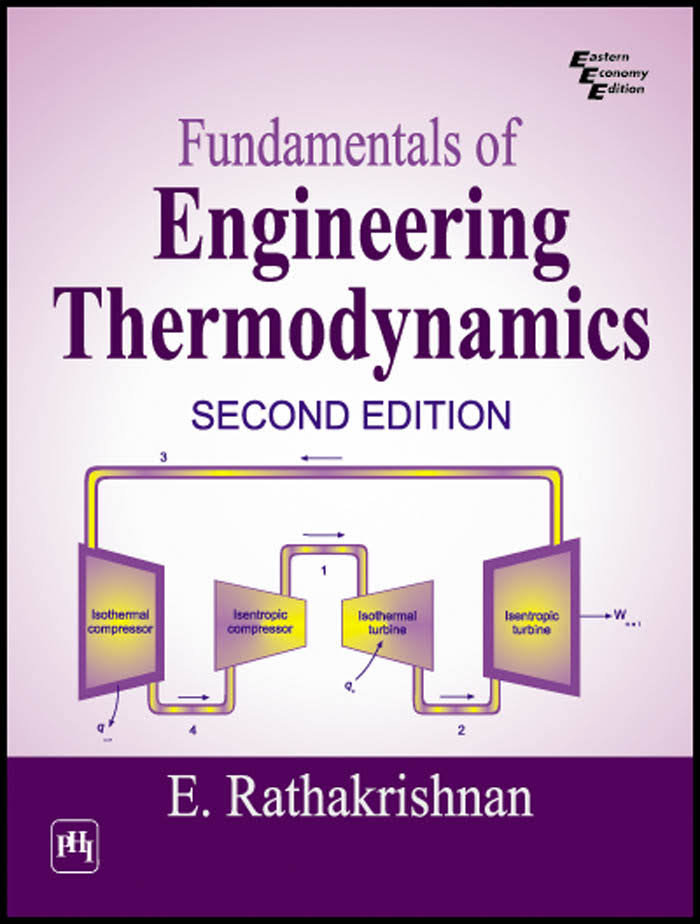 Eastern
Economy
Edition
Fundamentals of
Engineering
Thermodynamics
SECOND EDITION
3
Isothermal
compressor
Isentropic
compressor
1
Isothermal
turbine
Isentropic
turbine
W
q
4
q
2
E. Rathakrishnan
PHI